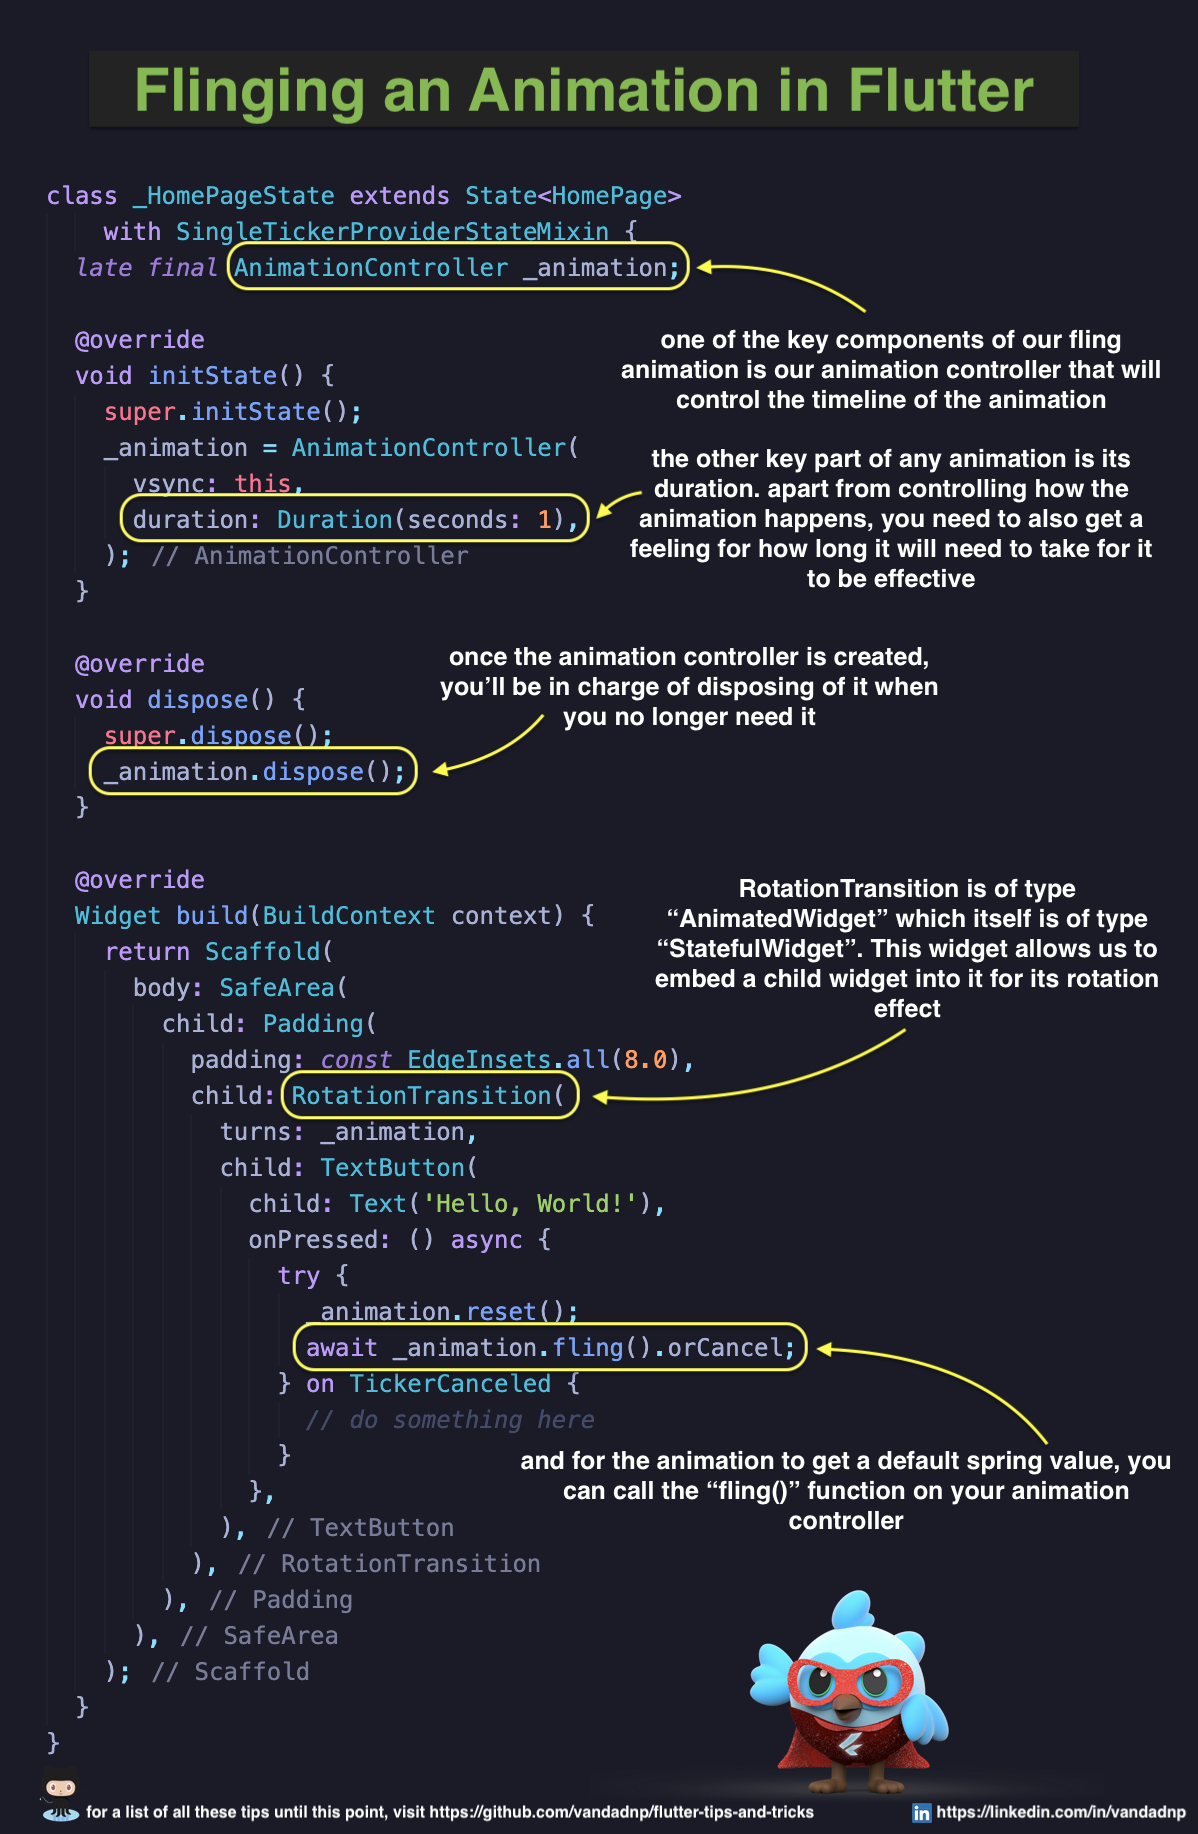 Flinging an Animation in Flutter
class _HomePageState extends State<HomePage>
with SingleTickerProviderStateMixin {
late final AnimationController _animation;
one of the key components of our fling
animation is our animation controller that will
control the timeline of the animation
@override
void initState() {
super.initState();
_animation = AnimationController(
vsync: this,
duration: Duration(seconds: 1),
); // AnimationController
}
the other key part of any animation is its
duration. apart from controlling how the
animation happens, you need to also get a
feeling for how long it will need to take for it
to be effective
@override
void dispose() {
super.dispose();
_animation.dispose();
}
once the animation controller is created,
you’ll be in charge of disposing of it when
you no longer need it
@override
Widget build(BuildContext context) {
return Scaffold(
body: SafeArea(
child: Padding(
padding: const EdgeInsets.all(8.0),
child: RotationTransition(
turns: _animation,
child: TextButton(
child: Text('Hello, World!'),
onPressed: () async {
try {
_animation.reset();
await _animation.fling().orCancel;
} on TickerCanceled {
// do something here
}
},
), // TextButton
), // RotationTransition
), // Padding
), // SafeArea
); // Scaffold
}
}
RotationTransition is of type
“AnimatedWidget” which itself is of type
“StatefulWidget”. This widget allows us to
embed a child widget into it for its rotation
effect
and for the animation to get a default spring value, you
can call the “fling()” function on your animation
controller
for a list of all these tips until this point, visit https://github.com/vandadnp/flutter-tips-and-tricks
in https://linkedin.com/in/vandadnp